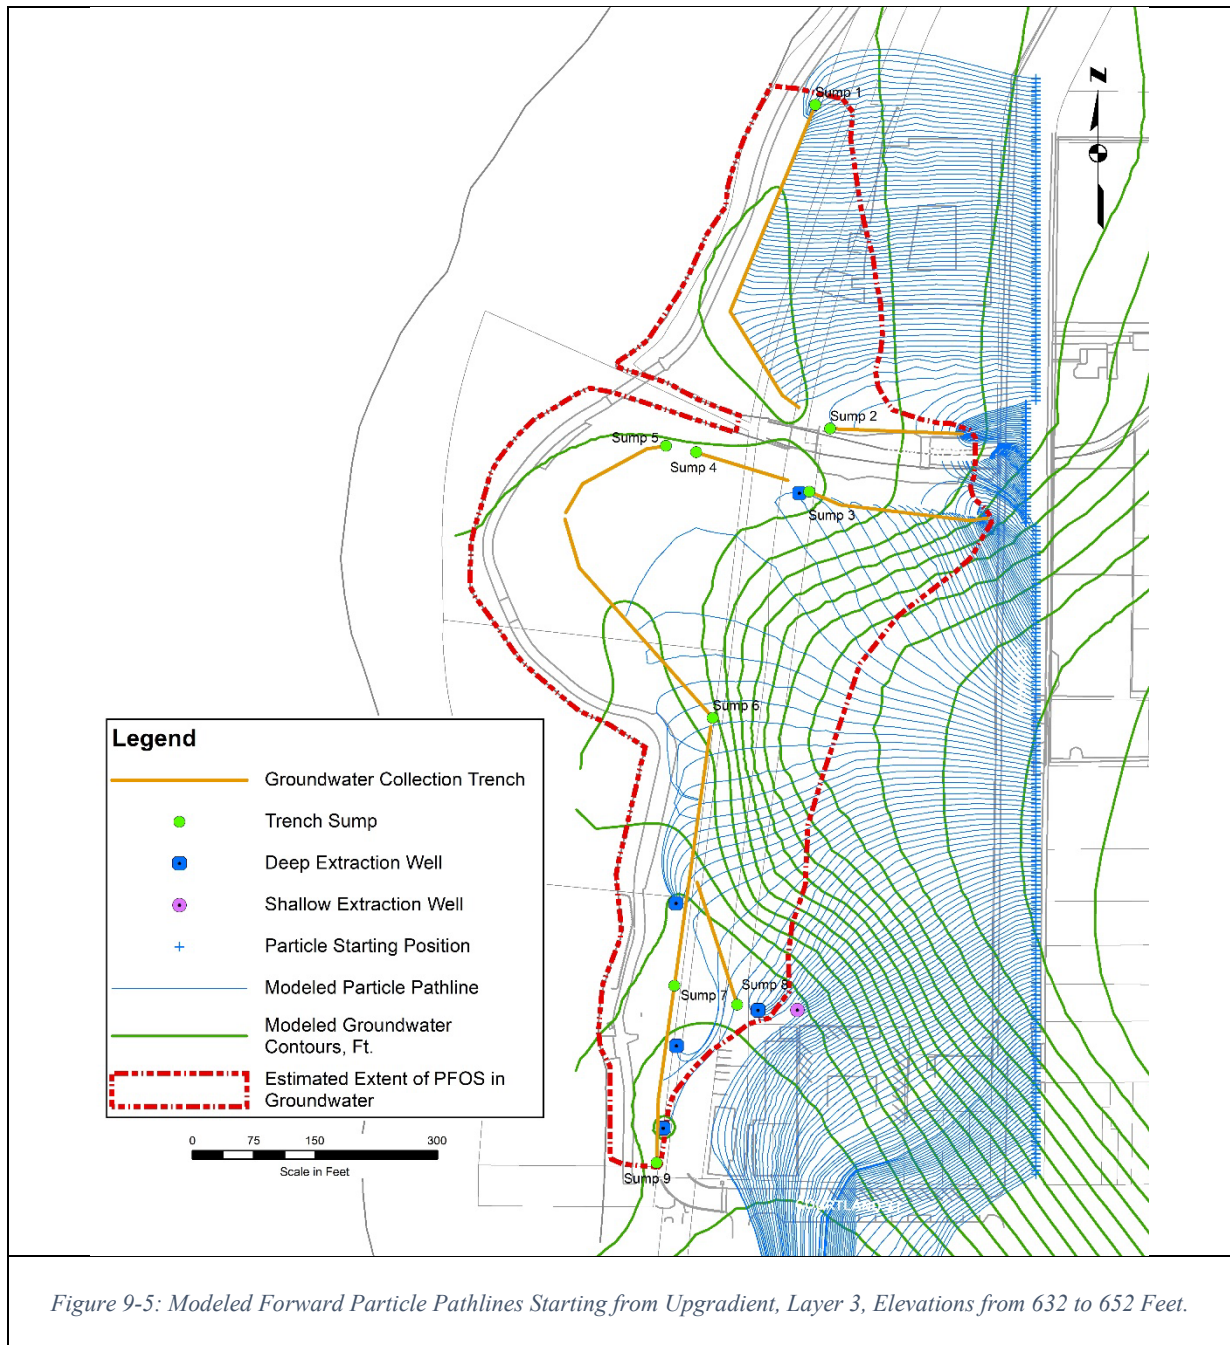 Sump 1
N
Sump 2
Sump 5
Sump 4
Sump 3
Sump 6
Legend
Groundwater Collection Trench
Trench Sump
Deep Extraction Well
Shallow Extraction Well
Particle Starting Position
Modeled Particle Pathline
Modeled Groundwater
Contours, Ft.
Estimated Extent of PFOS in
Groundwater
Sump 7
Sump 8
0 75 150 300
Scale in Feet
Sump 9
Figure 9-5: Modeled Forward Particle Pathlines Starting from Upgradient, Layer 3, Elevations from 632 to 652 Feet.